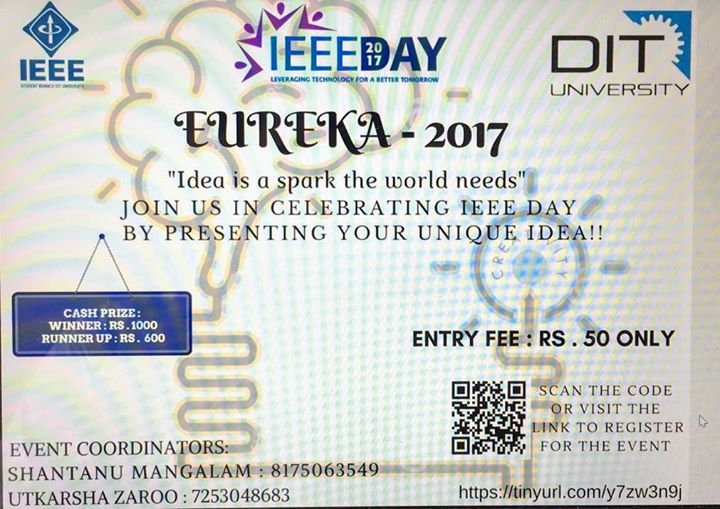 IEEE
STUDENT BRANCH DIT UNIVERSITY
IEEE DAY
2017
LEVERAGING TECHNOLOGY FOR A BETTER TOMORROW
DIT
UNIVERSITY
EUREKA - 2017
"Idea is a spark the world needs"
JOIN US IN CELEBRATING IEEE DAY
BY PRESENTING YOUR UNIQUE IDEA!!
CREATIVITY
CASH PRIZE :
WINNER : RS .1000
RUNNER UP : RS . 600
ENTRY FEE : RS . 50 ONLY
SCAN THE CODE
OR VISIT THE
LINK TO REGISTER
FOR THE EVENT
EVENT COORDINATORS:
SHANTANU MANGALAM : 8175063549
UTKARSHA ZAROO : 7253048683
https://tinyurl.com/y7zw3n9j